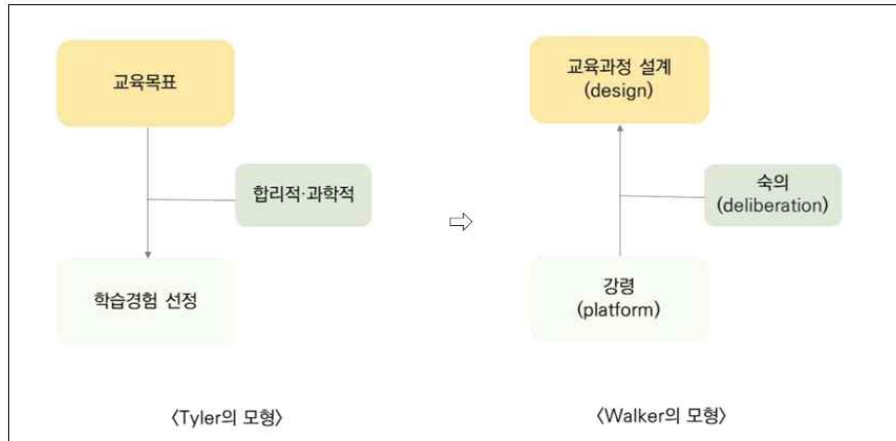 교육목표
합리적·과학적
학습경험 선정
〈Tyler의 모형〉
⇨
교육과정 설계
(design)
숙의
(deliberation)
강령
(platform)
〈Walker의 모형〉